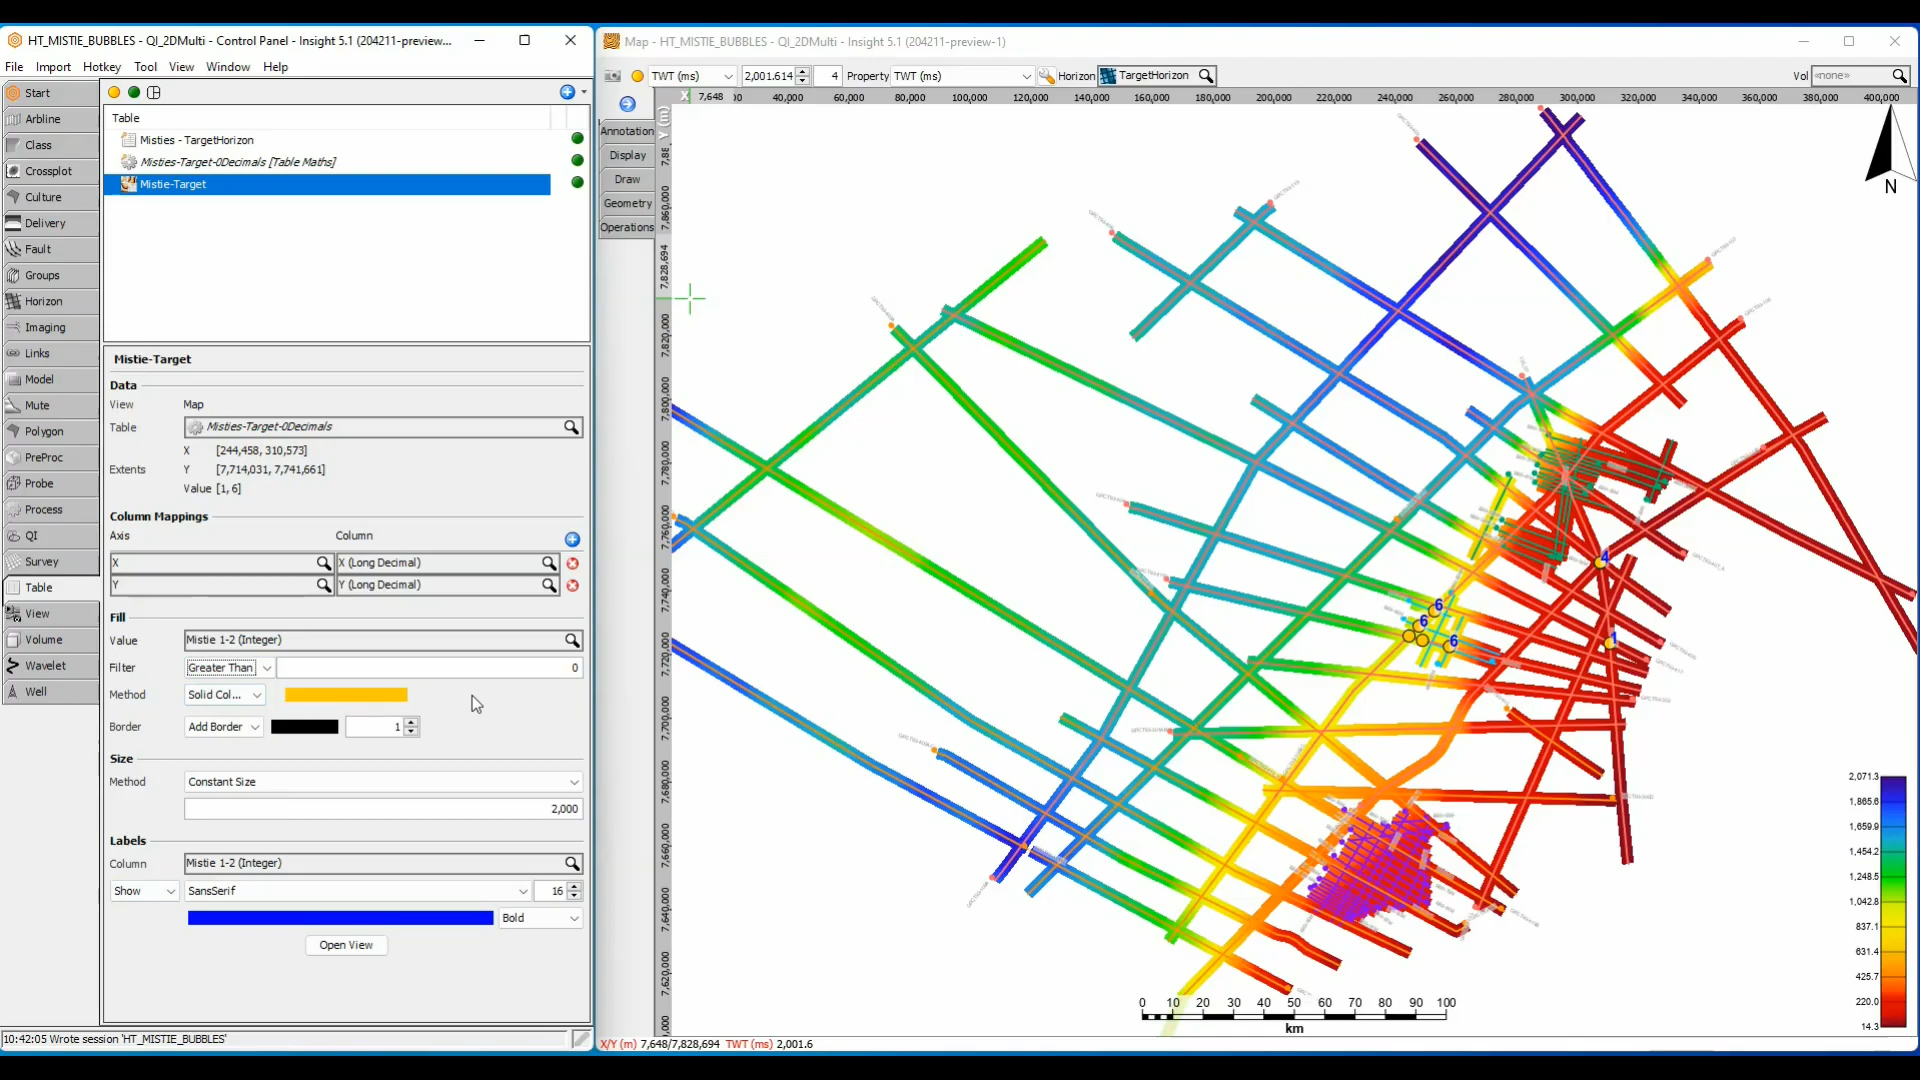 HT_MISTIE_BUBBLES - QI_2DMulti - Control Panel - Insight 5.1 (204211-preview...
File Import Hotkey Tool View Window Help
Start
Arbline
Class
Crossplot
Culture
Delivery
Fault
Groups
Horizon
Imaging
Links
Model
Mute
Polygon
PreProc
Probe
Process
QI
Survey
Table
View
Volume
Wavelet
Well
Table
Misties - TargetHorizon
Misties-Target-0Decimals [Table Maths]
Mistie-Target
Mistie-Target
Data
View Map
Table Misties-Target-0Decimals
X [244,458, 310,573]
Extents Y [7,714,031, 7,741,661]
Value [1, 6]
Column Mappings
Axis Column
X X (Long Decimal)
Y Y (Long Decimal)
Fill
Value Mistie 1-2 (Integer)
Filter Greater Than 0
Method Solid Col...
Border Add Border 1
Size
Method Constant Size
2,000
Labels
Column Mistie 1-2 (Integer)
Show SansSerif 16
Bold
Open View
10:42:05 Wrote session 'HT_MISTIE_BUBBLES'
Map - HT_MISTIE_BUBBLES - QI_2DMulti - Insight 5.1 (204211-preview-1)
TWT (ms) 2,001.614 4 Property TWT (ms) Horizon TargetHorizon Vol <none>
X 7,648 40,000 60,000 80,000 100,000 120,000 140,000 160,000 180,000 200,000 220,000 240,000 260,000 280,000 300,000 320,000 340,000 360,000 380,000 400,000
Annotation
Display
Draw
Geometry
Operations
Y (m)
7,860,000
7,828,694
7,820,000
7,800,000
7,780,000
7,760,000
7,740,000
7,720,000
7,700,000
7,680,000
7,660,000
7,640,000
7,620,000
N
4
6
6
6
1
2,071.3
1,865.6
1,659.9
1,454.2
1,248.5
1,042.8
837.1
631.4
425.7
220.0
14.3
0 10 20 30 40 50 60 70 80 90 100
km
X/Y (m) 7,648/7,828,694 TWT (ms) 2,001.6